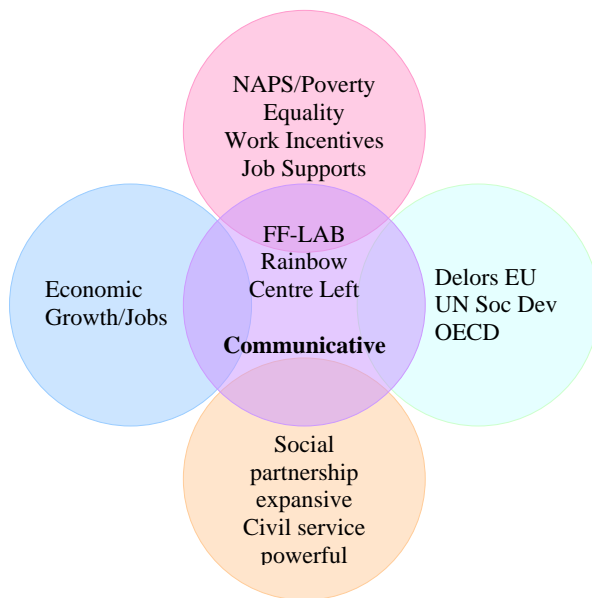 NAPS/Poverty
Equality
Work Incentives
Job Supports
FF-LAB
Rainbow
Centre Left
Communicative
Economic
Growth/Jobs
Delors EU
UN Soc Dev
OECD
Social
partnership
expansive
Civil service
powerful